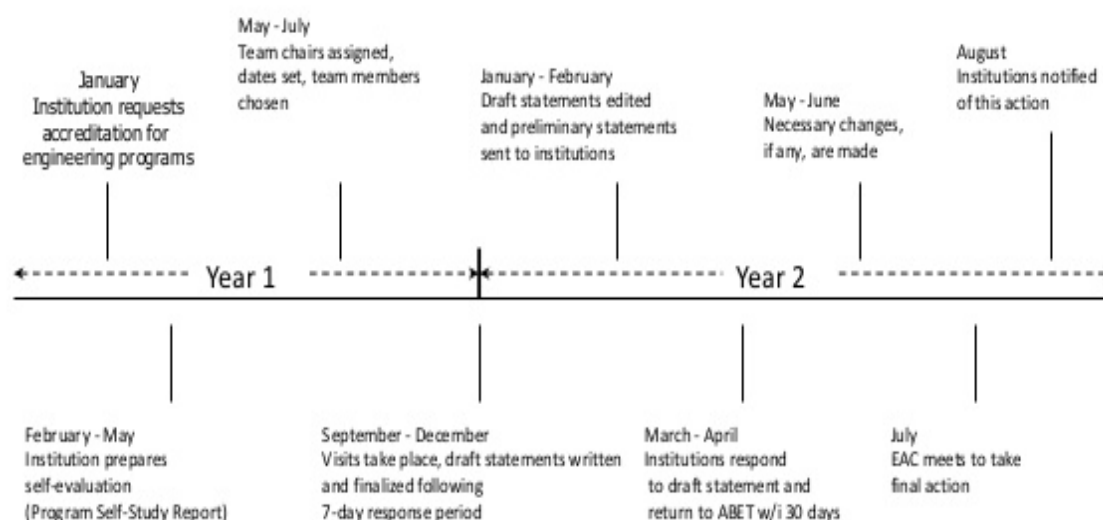 January
Institution requests
accreditation for
engineering programs
May - July
Team chairs assigned,
dates set, team members
chosen
January - February
Draft statements edited
and preliminary statements
sent to institutions
May - June
Necessary changes,
if any, are made
August
Institutions notified
of this action
Year 1
Year 2
February - May
Institution prepares
self-evaluation
(Program Self-Study Report)
September - December
Visits take place, draft statements written
and finalized following
7-day response period
March - April
Institutions respond
to draft statement and
return to ABET w/i 30 days
July
EAC meets to take
final action